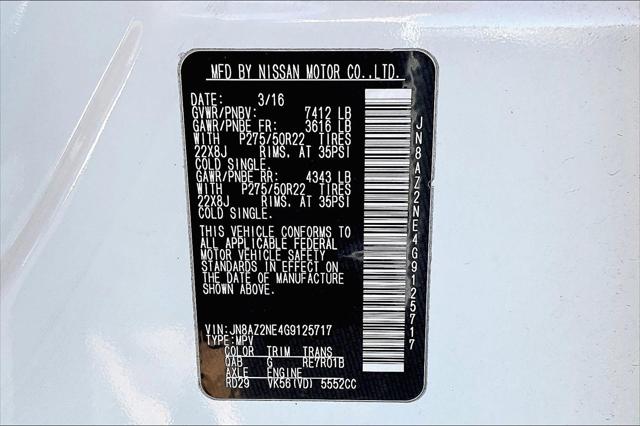 MFD BY NISSAN MOTOR CO.,LTD.
DATE: 3/16
GVWR/PNBV: 7412 LB
GAWR/PNBE FR: 3616 LB
WITH P275/50R22 TIRES
22X8J RIMS. AT 35PSI
COLD SINGLE.
GAWR/PNBE RR: 4343 LB
WITH P275/50R22 TIRES
22X8J RIMS. AT 35PSI
COLD SINGLE.
THIS VEHICLE CONFORMS TO
ALL APPLICABLE FEDERAL
MOTOR VEHICLE SAFETY
STANDARDS IN EFFECT ON
THE DATE OF MANUFACTURE
SHOWN ABOVE.
VIN: JN8AZ2NE4G9125717
TYPE: MPV
COLOR TRIM TRANS
QAB G RE7R01B
AXLE ENGINE
RD29 VK56(VD) 5552CC
JN8AZ2NE4G9125717